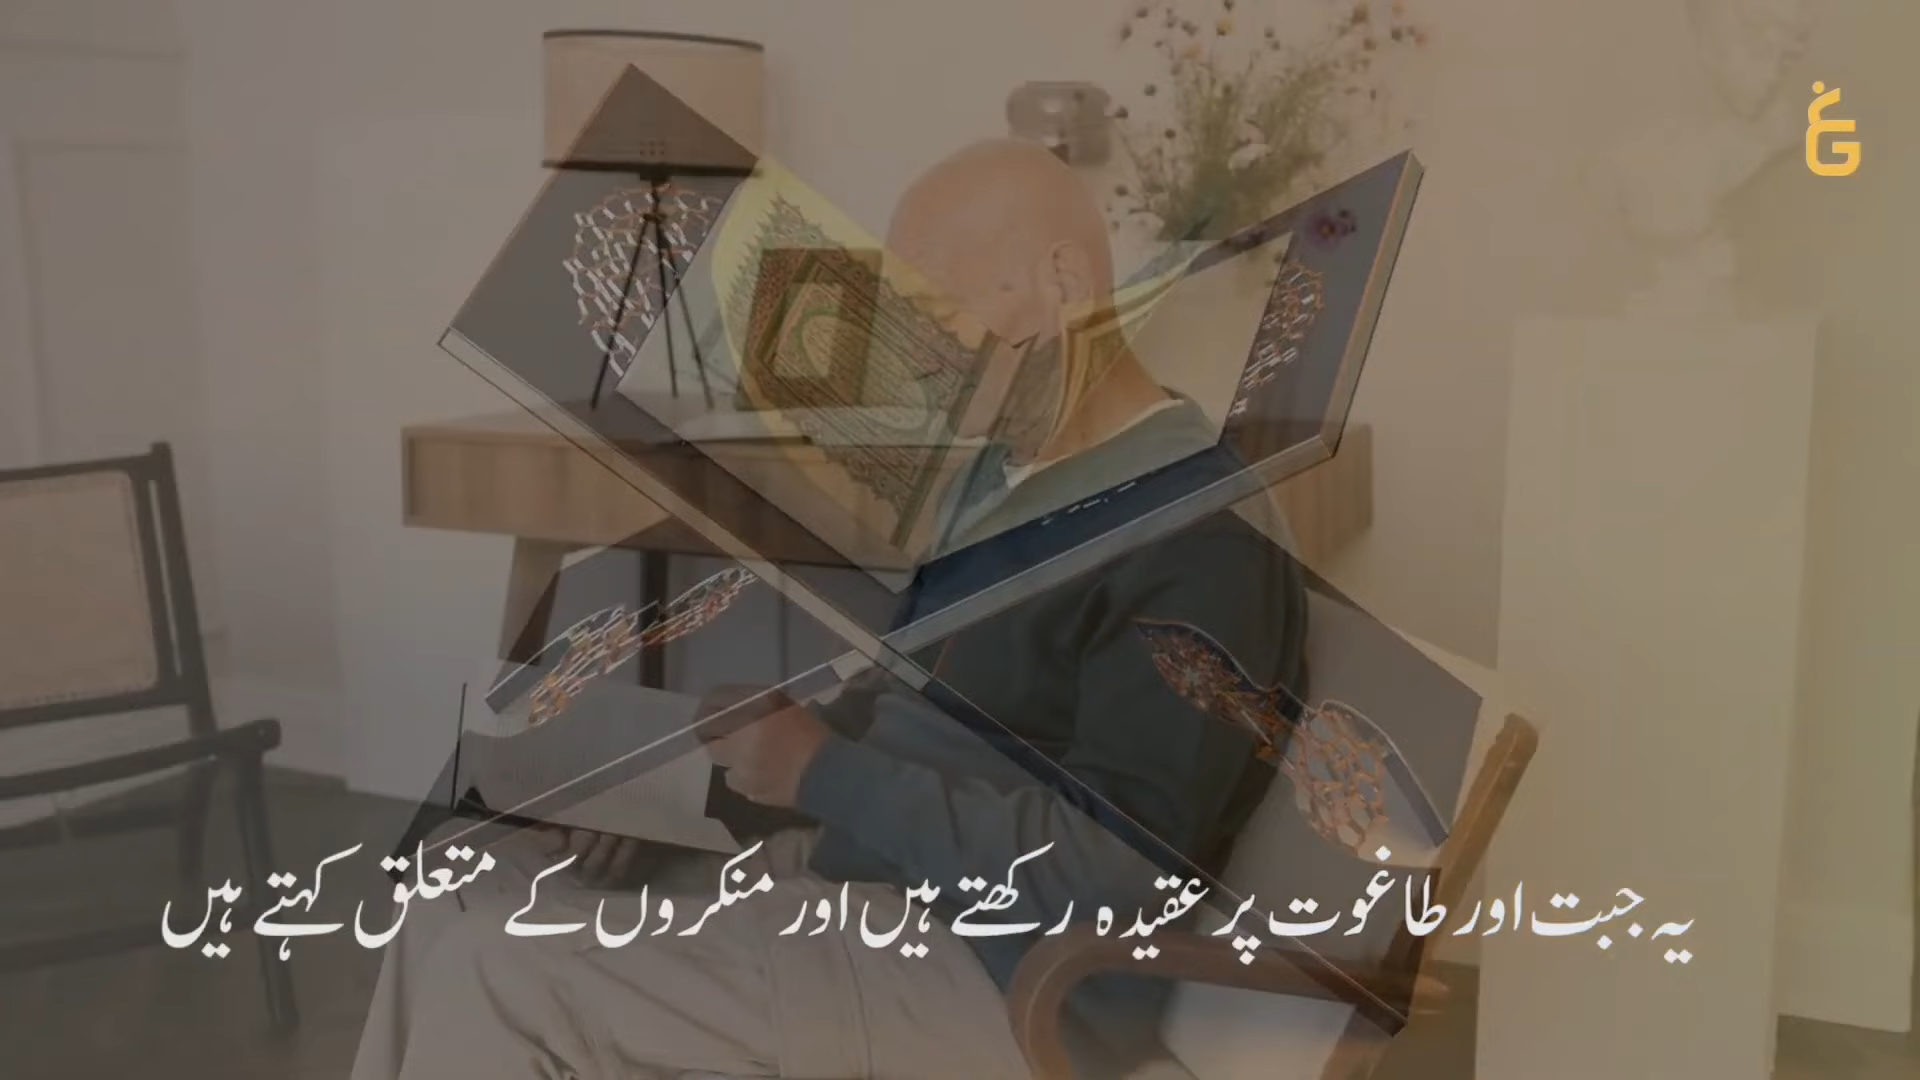 یہ جبت اور طاغوت پر عقیدہ رکھتے ہیں اور منکروں کے متعلق کہتے ہیں